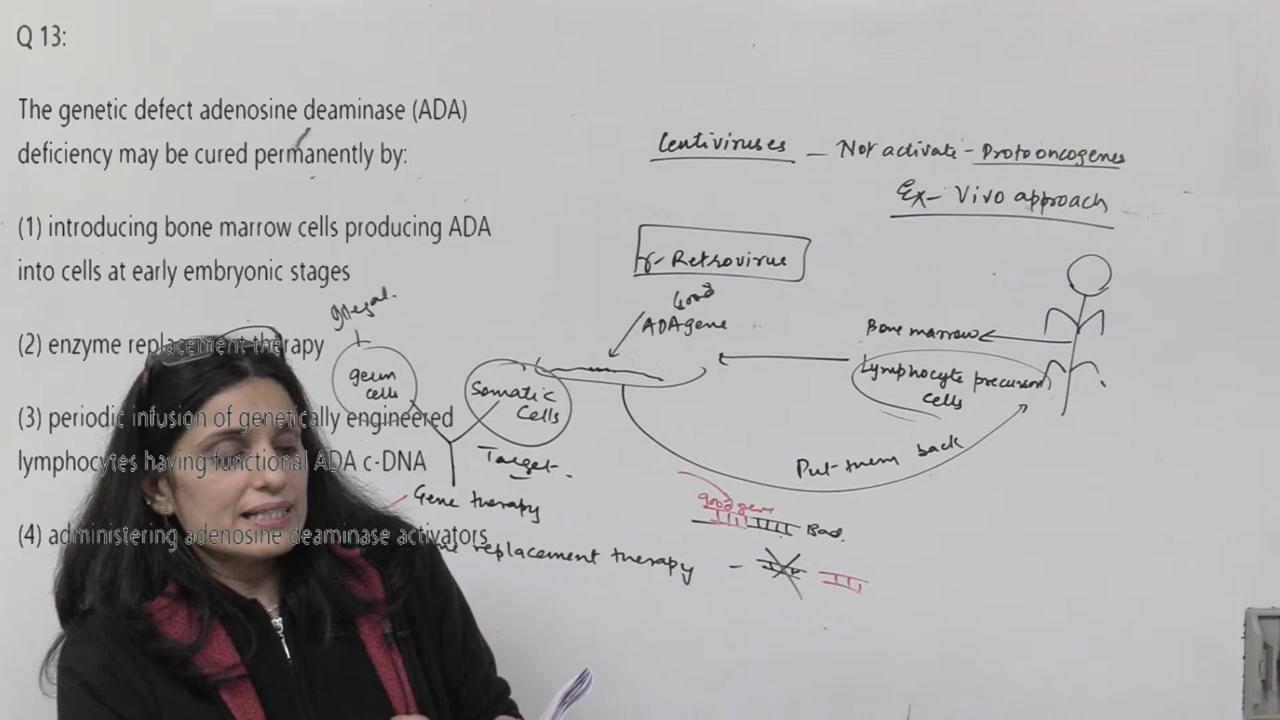 Q 13:
The genetic defect adenosine deaminase (ADA)
deficiency may be cured permanently by:
(1) introducing bone marrow cells producing ADA
into cells at early embryonic stages
(2) enzyme replacement therapy
(3) periodic infusion of genetically engineered
lymphocytes having functional ADA c-DNA
(4) administering adenosine deaminase activators
Lentiviruses - Not activate - Protooncogenes
Ex-Vivo approach
γ-Retrovirus
Good
ADA gene
Bone marrow
Lymphocyte precursor
cells
Put them back
germ
cells
Somatic
Cells
Target
Gene therapy
good gene
Bad.
replacement therapy -